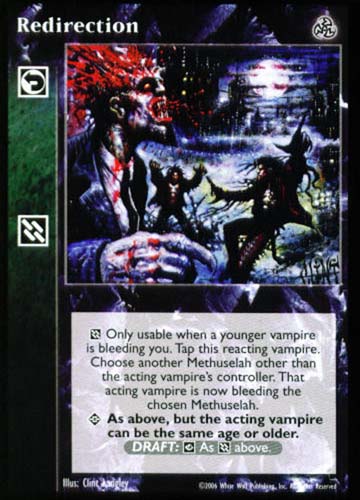 Redirection
Only usable when a younger vampire
is bleeding you. Tap this reacting vampire.
Choose another Methuselah other than
the acting vampire's controller. That
acting vampire is now bleeding the
chosen Methuselah.
As above, but the acting vampire
can be the same age or older.
DRAFT: As above.
Illus: Clint Langley
©2006 White Wolf Publishing, Inc. All Rights Reserved